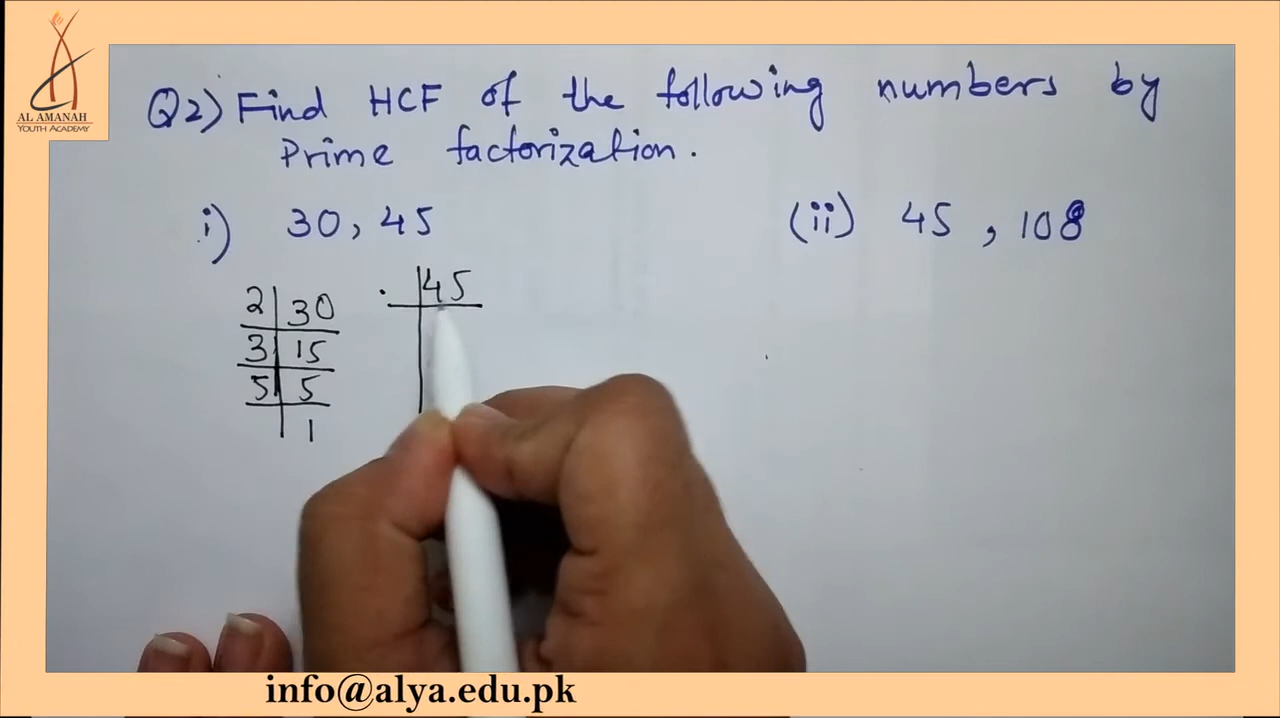 AL AMANAH
YOUTH ACADEMY
Q2) Find HCF of the following numbers by
Prime factorization.
i) 30, 45
(ii) 45, 108
2 30
3 15
5 5
1
45
info@alya.edu.pk